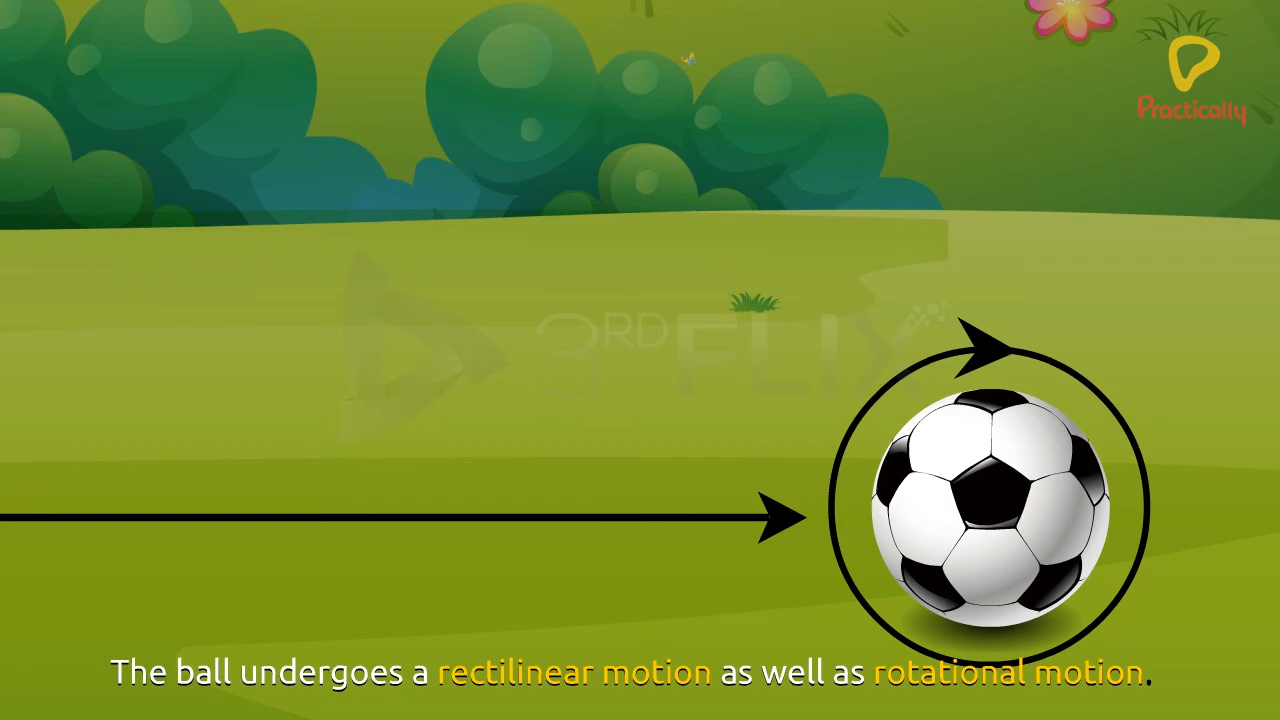 Practically
3RD FLIX
The ball undergoes a rectilinear motion as well as rotational motion.